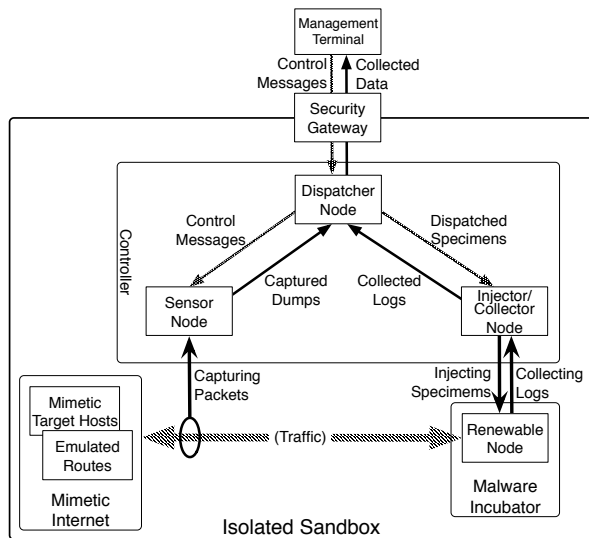 Management
Terminal
Control
Messages
Collected
Data
Security
Gateway
Dispatcher
Node
Controller
Control
Messages
Dispatched
Specimens
Captured
Dumps
Collected
Logs
Sensor
Node
Injector/
Collector
Node
Capturing
Packets
Injecting
Specimems
Collecting
Logs
Mimetic
Target Hosts
Emulated
Routes
(Traffic)
Renewable
Node
Mimetic
Internet
Malware
Incubator
Isolated Sandbox